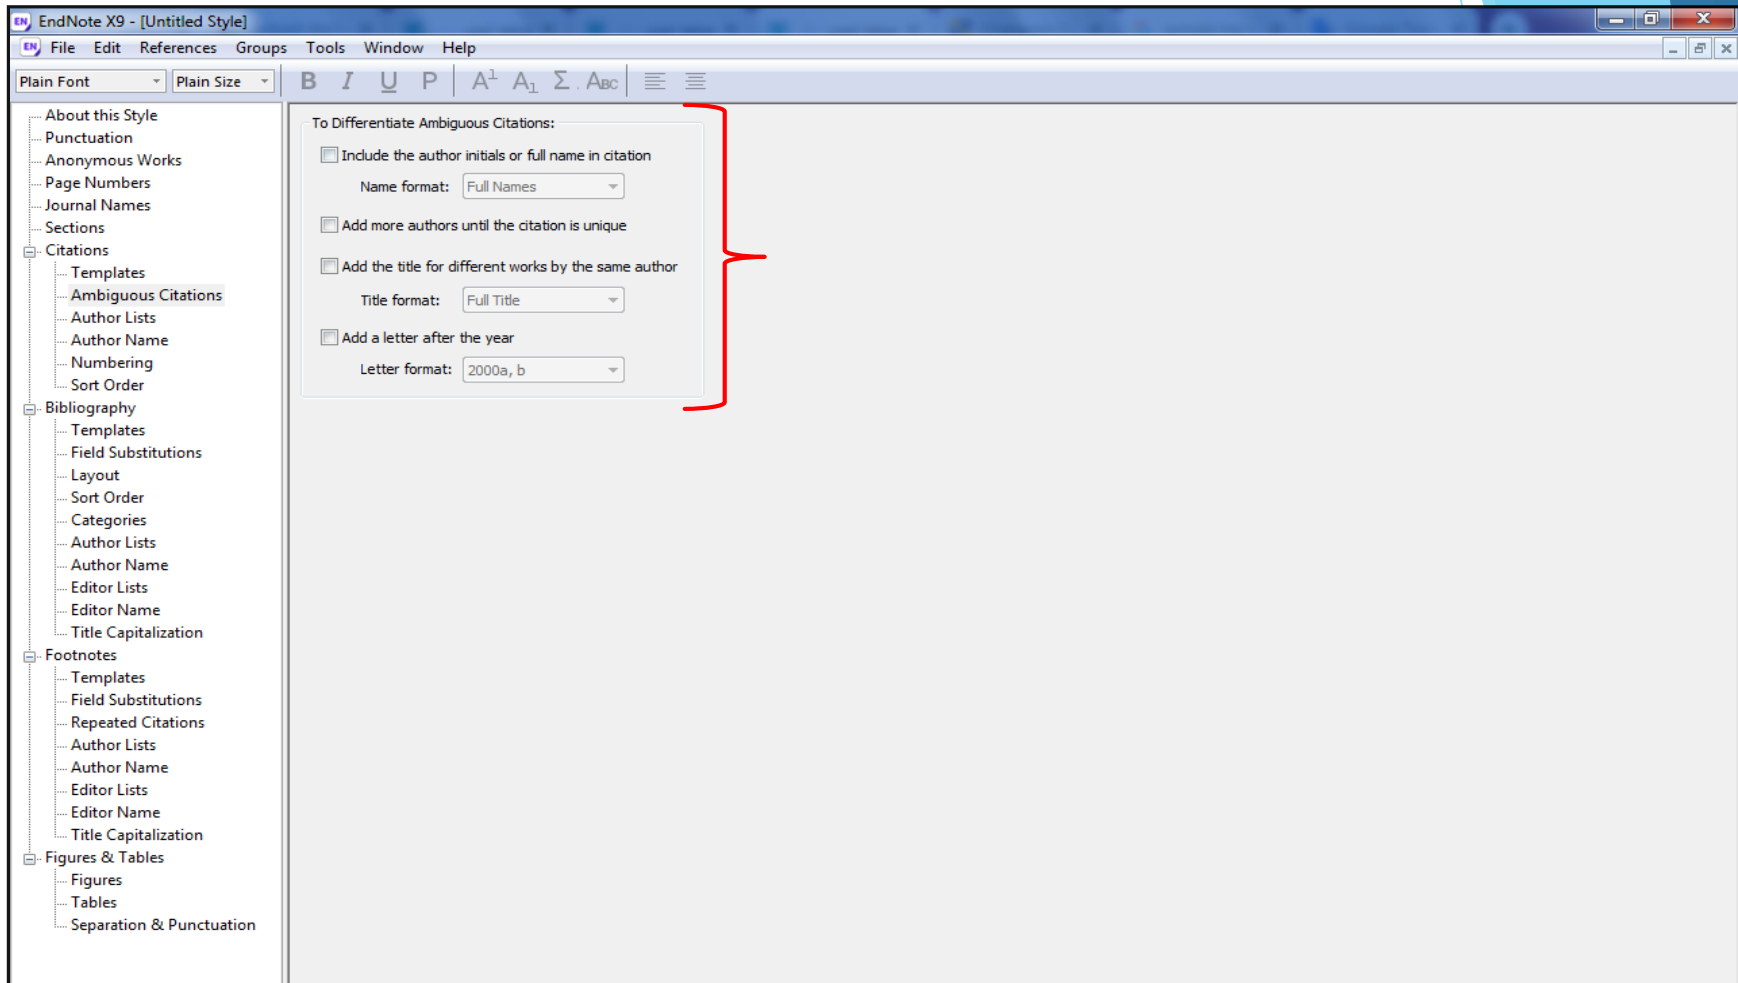 EndNote X9 - [Untitled Style]
File Edit References Groups Tools Window Help
Plain Font Plain Size B I U P A1 A1 Σ ABC
About this Style
Punctuation
Anonymous Works
Page Numbers
Journal Names
Sections
Citations
Templates
Ambiguous Citations
Author Lists
Author Name
Numbering
Sort Order
Bibliography
Templates
Field Substitutions
Layout
Sort Order
Categories
Author Lists
Author Name
Editor Lists
Editor Name
Title Capitalization
Footnotes
Templates
Field Substitutions
Repeated Citations
Author Lists
Author Name
Editor Lists
Editor Name
Title Capitalization
Figures & Tables
Figures
Tables
Separation & Punctuation
To Differentiate Ambiguous Citations:
Include the author initials or full name in citation
Name format: Full Names
Add more authors until the citation is unique
Add the title for different works by the same author
Title format: Full Title
Add a letter after the year
Letter format: 2000a, b